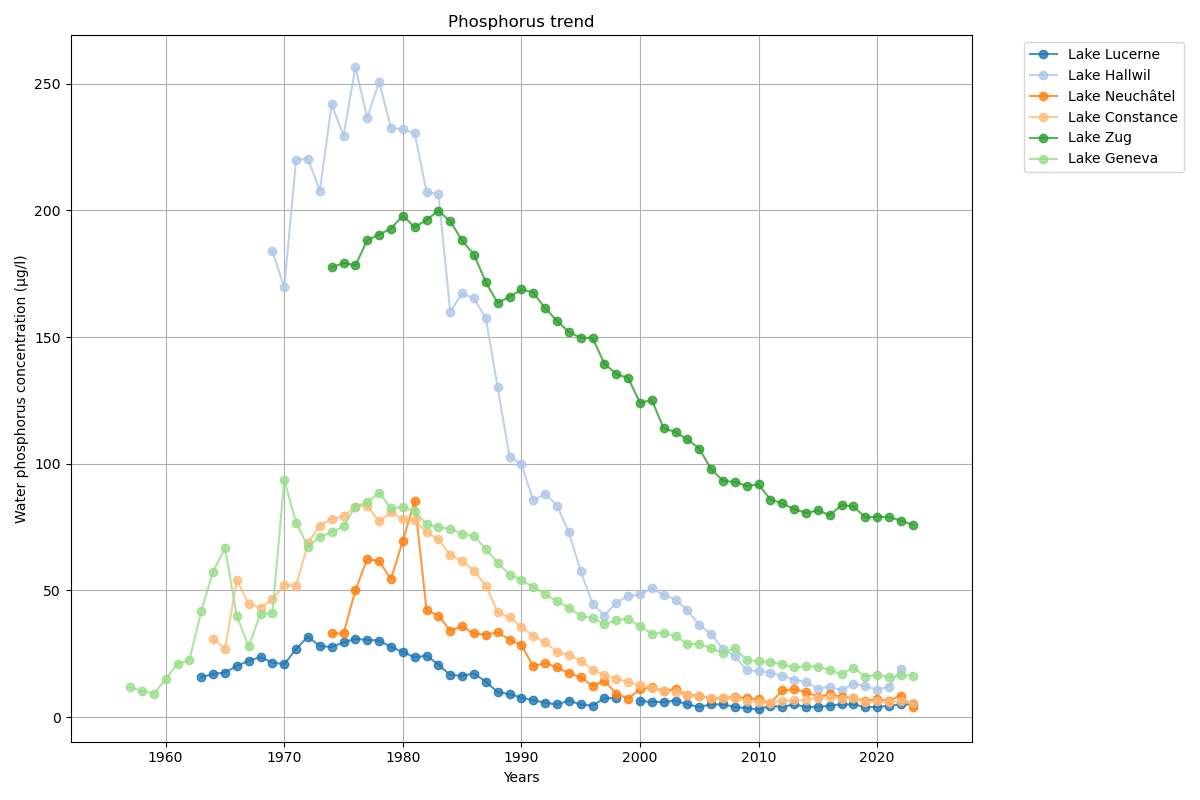 Phosphorus trend
Lake Lucerne
Lake Hallwil
Lake Neuchâtel
Lake Constance
Lake Zug
Lake Geneva
Water phosphorus concentration (µg/l)
250
200
150
100
50
0
1960 1970 1980 1990 2000 2010 2020
Years